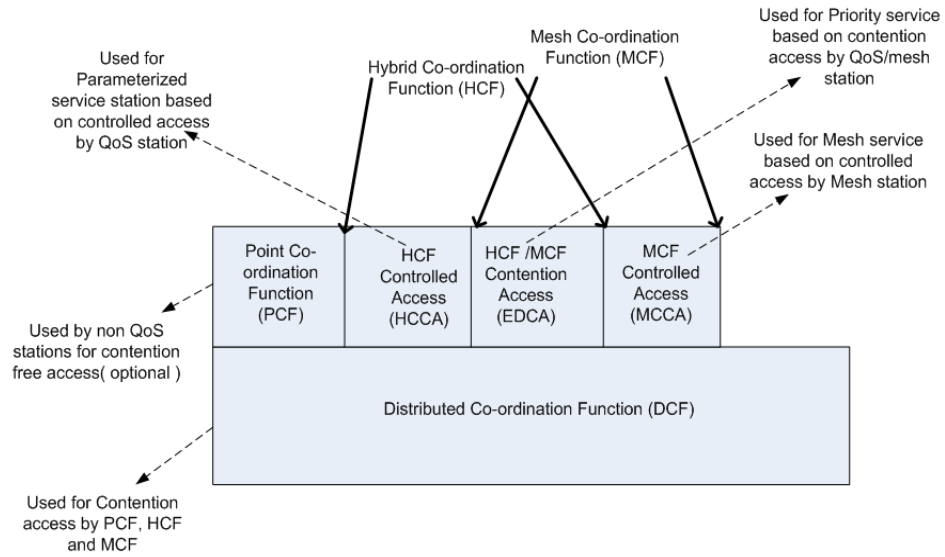 Used for Priority service
based on contention
access by QoS/mesh
station
Mesh Co-ordination
Function (MCF)
Hybrid Co-ordination
Function (HCF)
Used for
Parameterized
service station based
on controlled access
by QoS station
Used for Mesh service
based on controlled
access by Mesh station
Point Co-
ordination
Function
(PCF)
HCF
Controlled
Access
(HCCA)
HCF /MCF
Contention
Access
(EDCA)
MCF
Controlled
Access
(MCCA)
Used by non QoS
stations for contention
free access( optional )
Distributed Co-ordination Function (DCF)
Used for Contention
access by PCF, HCF
and MCF